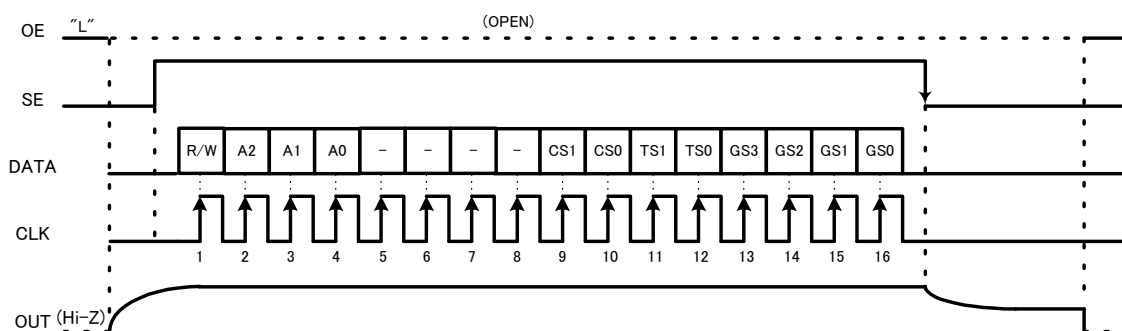 OE "L" (OPEN)
SE
DATA R/W A2 A1 A0 - - - - CS1 CS0 TS1 TS0 GS3 GS2 GS1 GS0
CLK
1 2 3 4 5 6 7 8 9 10 11 12 13 14 15 16
OUT (Hi-Z)